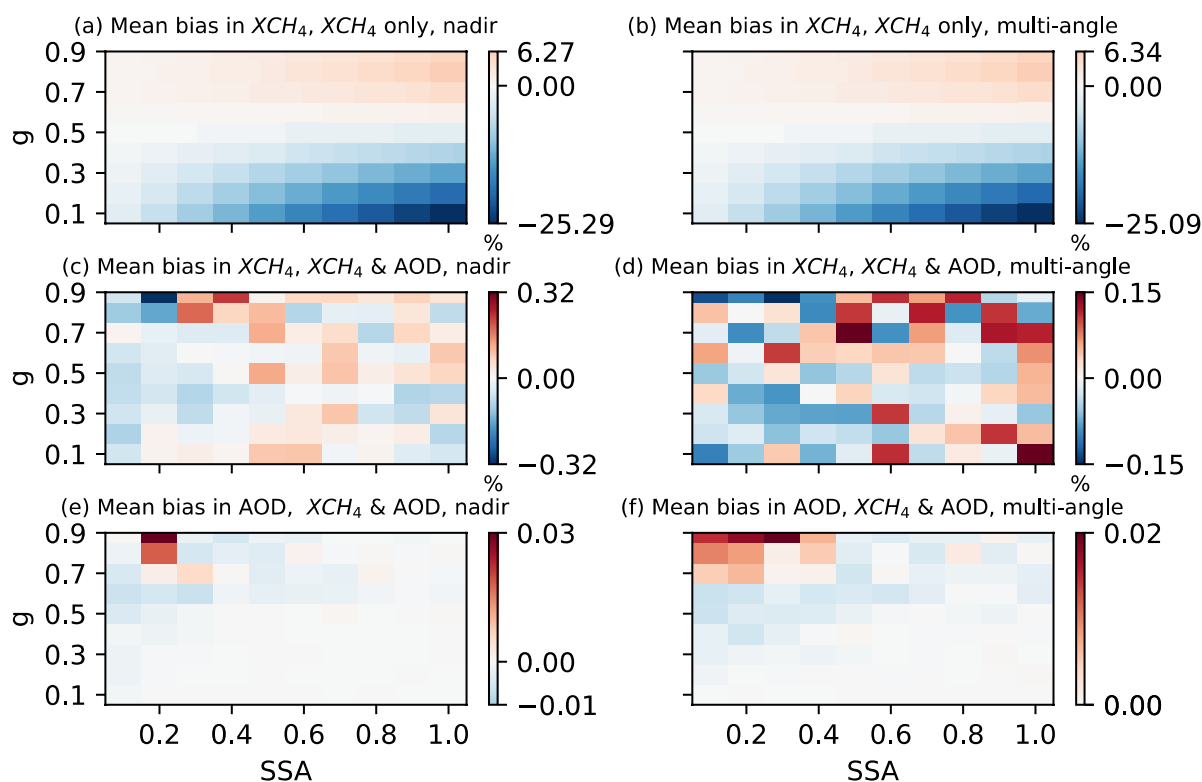 (a) Mean bias in XCH₄, XCH₄ only, nadir
(b) Mean bias in XCH₄, XCH₄ only, multi-angle
g
0.9
0.7
0.5
0.3
0.1
6.27
0.00
−25.29
%
6.34
0.00
−25.09
%
(c) Mean bias in XCH₄, XCH₄ & AOD, nadir
(d) Mean bias in XCH₄, XCH₄ & AOD, multi-angle
g
0.9
0.7
0.5
0.3
0.1
0.32
0.00
−0.32
%
0.15
0.00
−0.15
%
(e) Mean bias in AOD, XCH₄ & AOD, nadir
(f) Mean bias in AOD, XCH₄ & AOD, multi-angle
g
0.9
0.7
0.5
0.3
0.1
0.03
0.00
−0.01
0.02
0.00
0.2 0.4 0.6 0.8 1.0
SSA
0.2 0.4 0.6 0.8 1.0
SSA